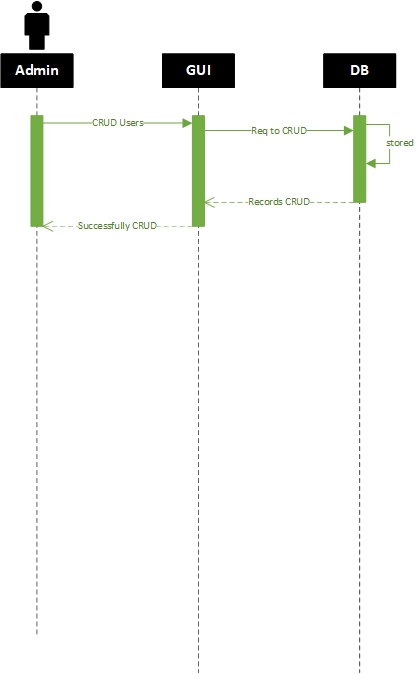 Admin
GUI
DB
CRUD Users
Req to CRUD
stored
Records CRUD
Successfully CRUD